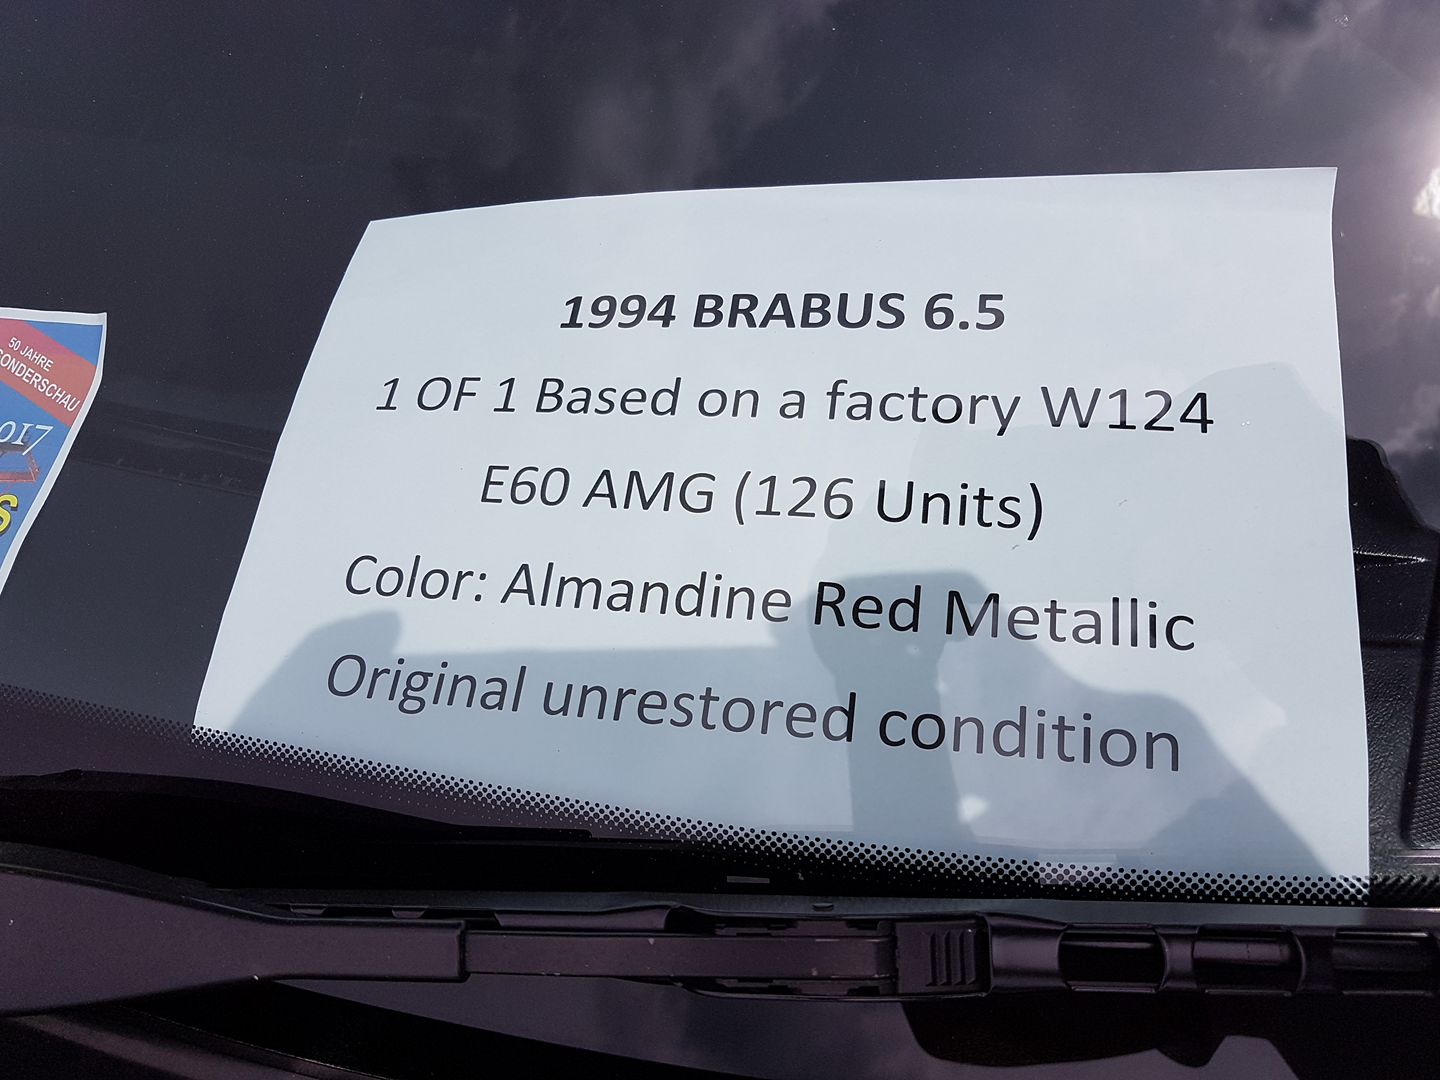 1994 BRABUS 6.5
1 OF 1 Based on a factory W124
E60 AMG (126 Units)
Color: Almandine Red Metallic
Original unrestored condition
50 JAHRE
SONDERSCHAU
2017